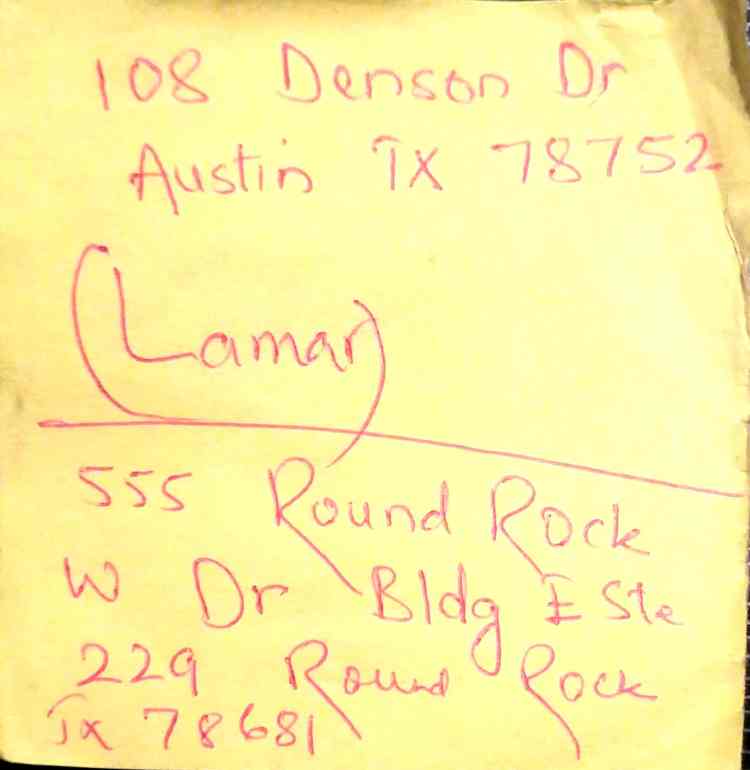 108 Denson Dr
Austin TX 78752
(Lamar)
555 Round Rock
W Dr Bldg E Ste
229 Round Rock
Tx 78681